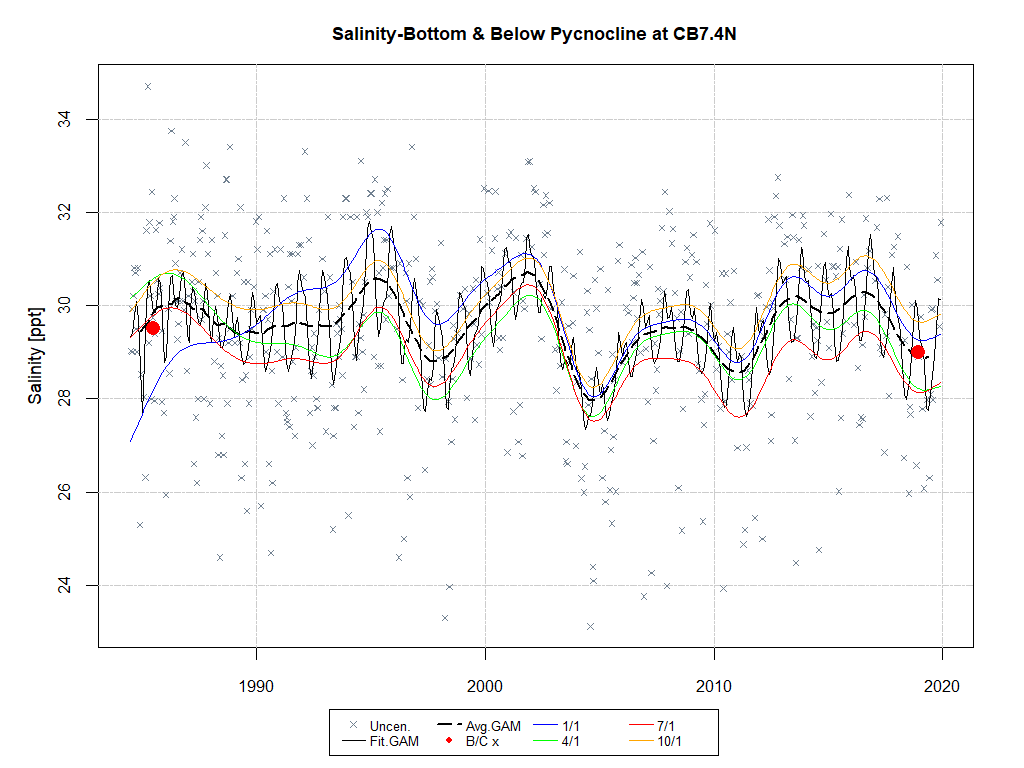 Salinity-Bottom & Below Pycnocline at CB7.4N
34
32
30
28
26
24
Salinity [ppt]
1990 2000 2010 2020
Uncen. Avg.GAM 1/1 7/1
Fit.GAM B/C x 4/1 10/1